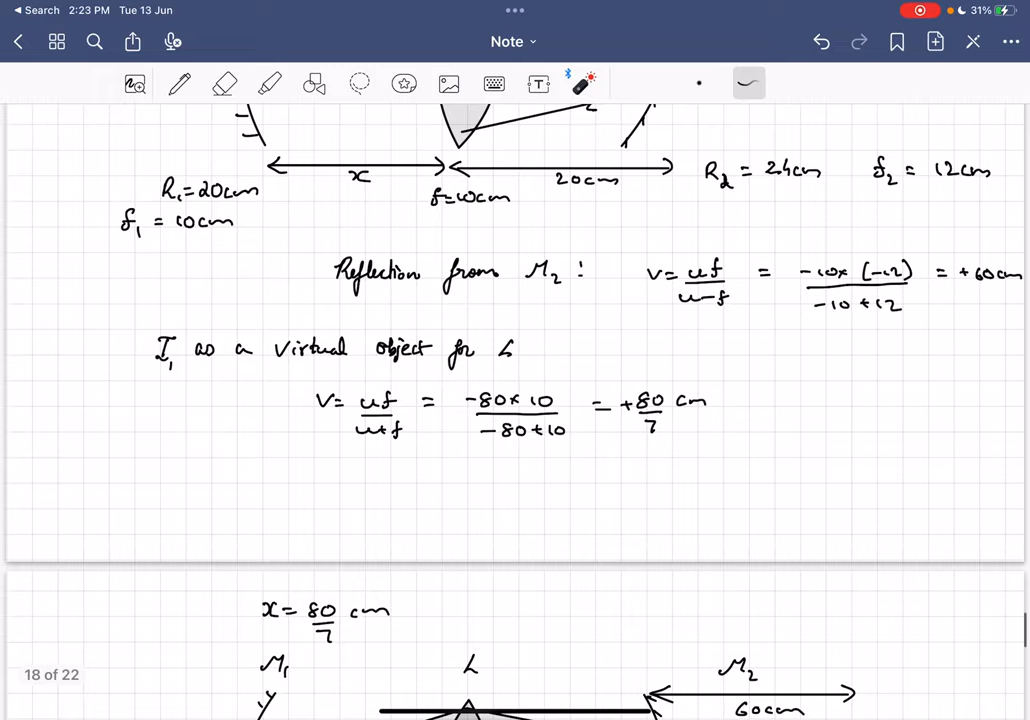 Search 2:23 PM Tue 13 Jun 31%
Note
x 20cm R2 = 24cm f2 = 12cm
R1=20cm f=10cm
f1 = 10cm
Reflection from M2 : v= uf/u-f = -10x (-12)/-10+12 = +60cm
I1 as a virtual object for L
v= uf/u+f = -80x 10/-80+10 = +80/7 cm
x= 80/7 cm
18 of 22
M1 L M2
60cm